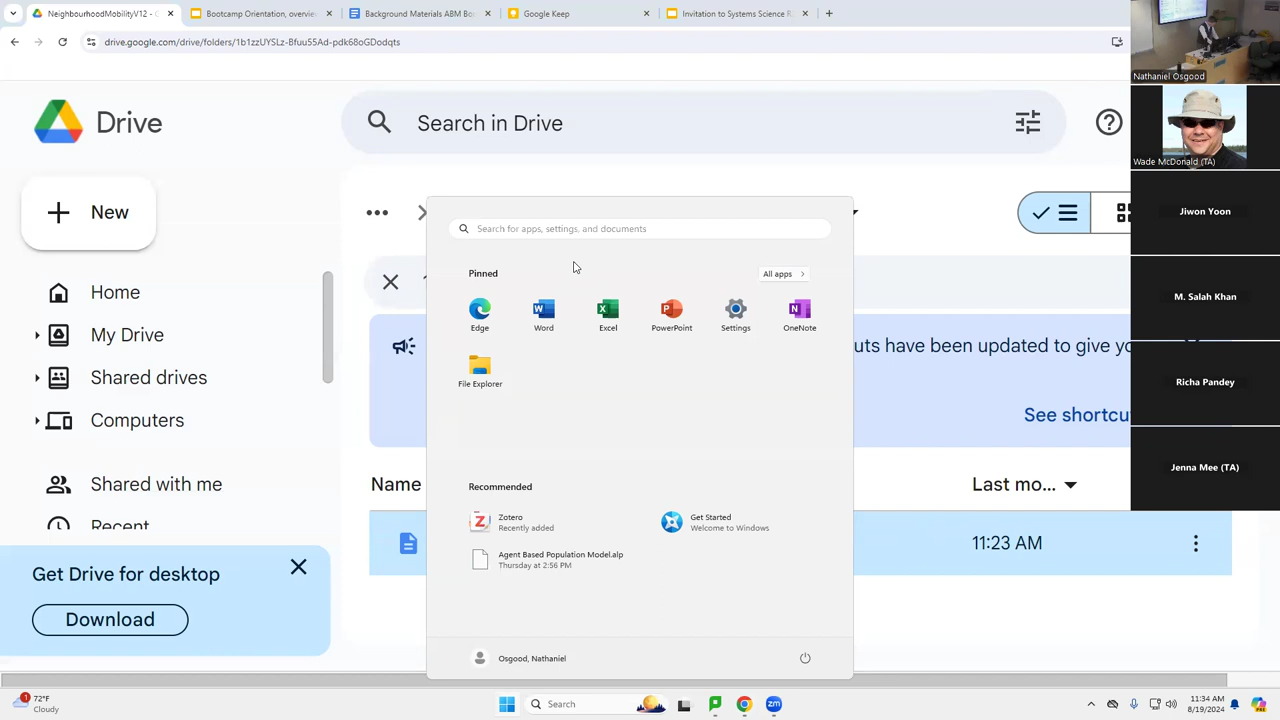 NeighbourhoodMobilityV12 - G
Bootcamp Orientation, overvie
Background Materials ABM B
Google Keep
Invitation to Systems Science R
drive.google.com/drive/folders/1b1zzUYSLz-Bfuu55Ad-pdk68oGDodqts
Drive
Search in Drive
New
Home
My Drive
Shared drives
Computers
Shared with me
Recent
Get Drive for desktop
Download
uts have been updated to give yo
See shortcu
Name
Last mo...
11:23 AM
Search for apps, settings, and documents
Pinned
All apps
Edge
Word
Excel
PowerPoint
Settings
OneNote
File Explorer
Recommended
Zotero
Recently added
Get Started
Welcome to Windows
Agent Based Population Model.alp
Thursday at 2:56 PM
Osgood, Nathaniel
Nathaniel Osgood
Wade McDonald (TA)
Jiwon Yoon
M. Salah Khan
Richa Pandey
Jenna Mee (TA)
1
72°F
Cloudy
Search
zm
11:34 AM
8/19/2024